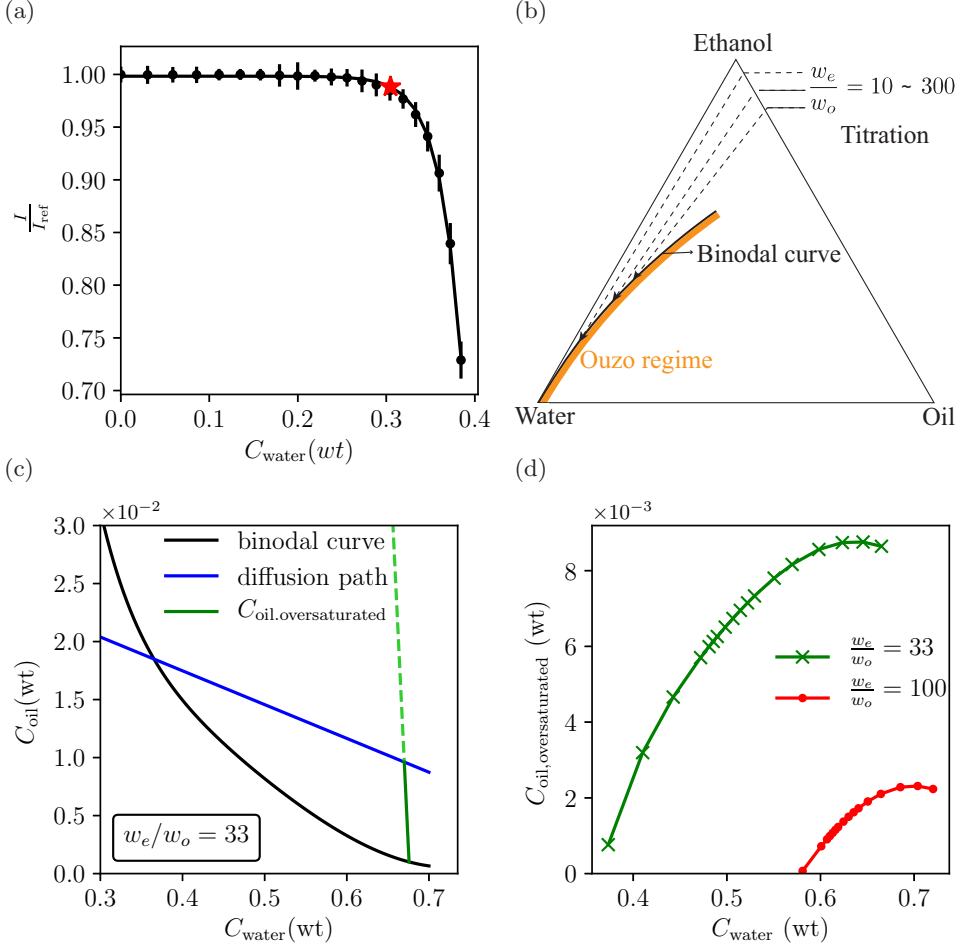 (a)
1.00
0.95
0.90
0.85
0.80
0.75
0.70
I/I_ref
0.0 0.1 0.2 0.3 0.4
C_water(wt)
(b)
Ethanol
w_e/w_o = 10 ~ 300
Titration
Binodal curve
Ouzo regime
Water
Oil
(c)
×10⁻²
3.0
2.5
2.0
1.5
1.0
0.5
0.0
C_oil(wt)
binodal curve
diffusion path
C_oil.oversaturated
w_e/w_o = 33
0.3 0.4 0.5 0.6 0.7
C_water(wt)
(d)
×10⁻³
8
6
4
2
0
C_oil,oversaturated (wt)
w_e/w_o = 33
w_e/w_o = 100
0.4 0.5 0.6 0.7
C_water (wt)